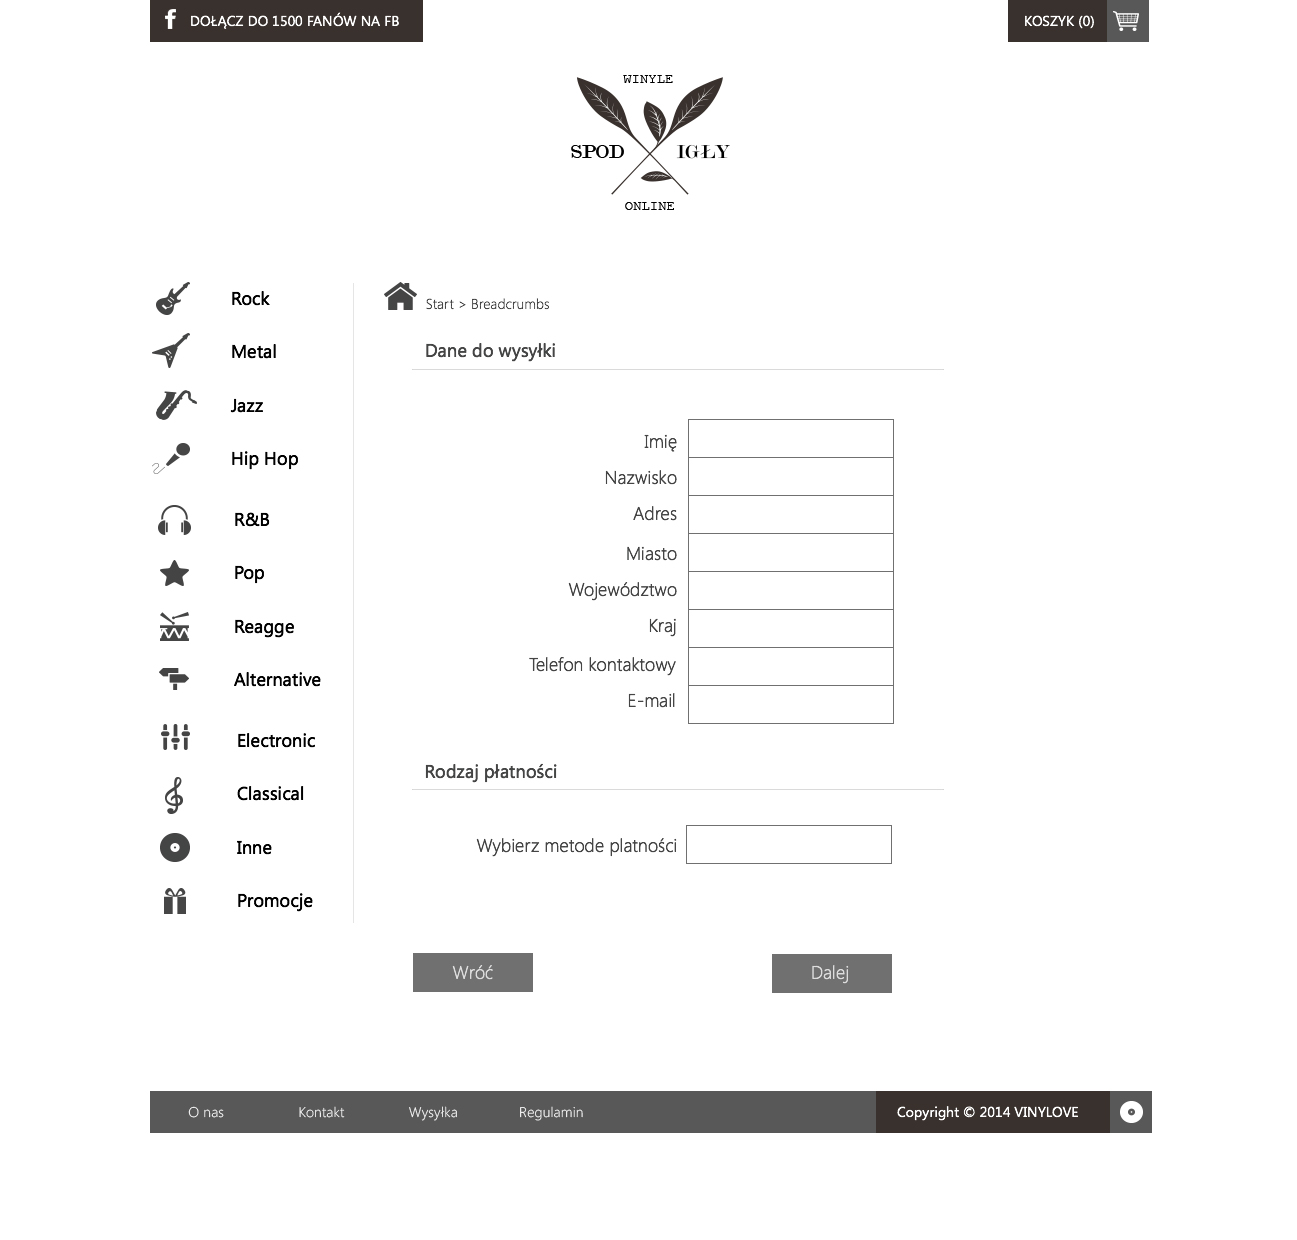 DOŁĄCZ DO 1500 FANÓW NA FB
KOSZYK (0)
WINYLE
SPOD IGŁY
ONLINE
Rock
Metal
Jazz
Hip Hop
R&B
Pop
Reagge
Alternative
Electronic
Classical
Inne
Promocje
Start > Breadcrumbs
Dane do wysyłki
Imię
Nazwisko
Adres
Miasto
Województwo
Kraj
Telefon kontaktowy
E-mail
Rodzaj płatności
Wybierz metode platności
Wróć
Dalej
O nas
Kontakt
Wysyłka
Regulamin
Copyright © 2014 VINYLOVE